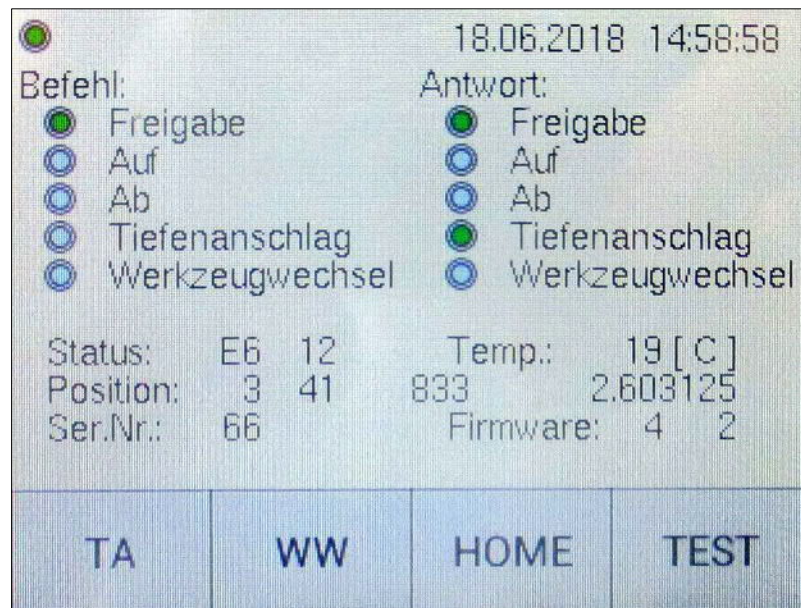 18.06.2018 14:58:58
Befehl: Antwort:
Freigabe Freigabe
Auf Auf
Ab Ab
Tiefenanschlag Tiefenanschlag
Werkzeugwechsel Werkzeugwechsel
Status: E6 12 Temp.: 19 [ C ]
Position: 3 41 833 2.603125
Ser.Nr.: 66 Firmware: 4 2
TA WW HOME TEST